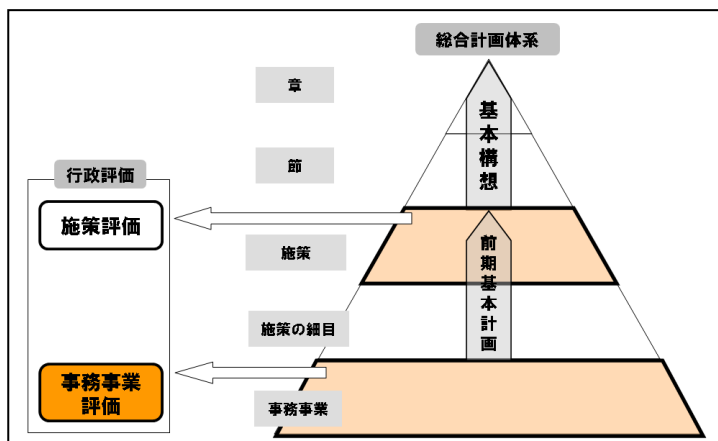 総合計画体系
章
基本構想
節
行政評価
施策評価
施策
前期基本計画
施策の細目
事務事業
評価
事務事業